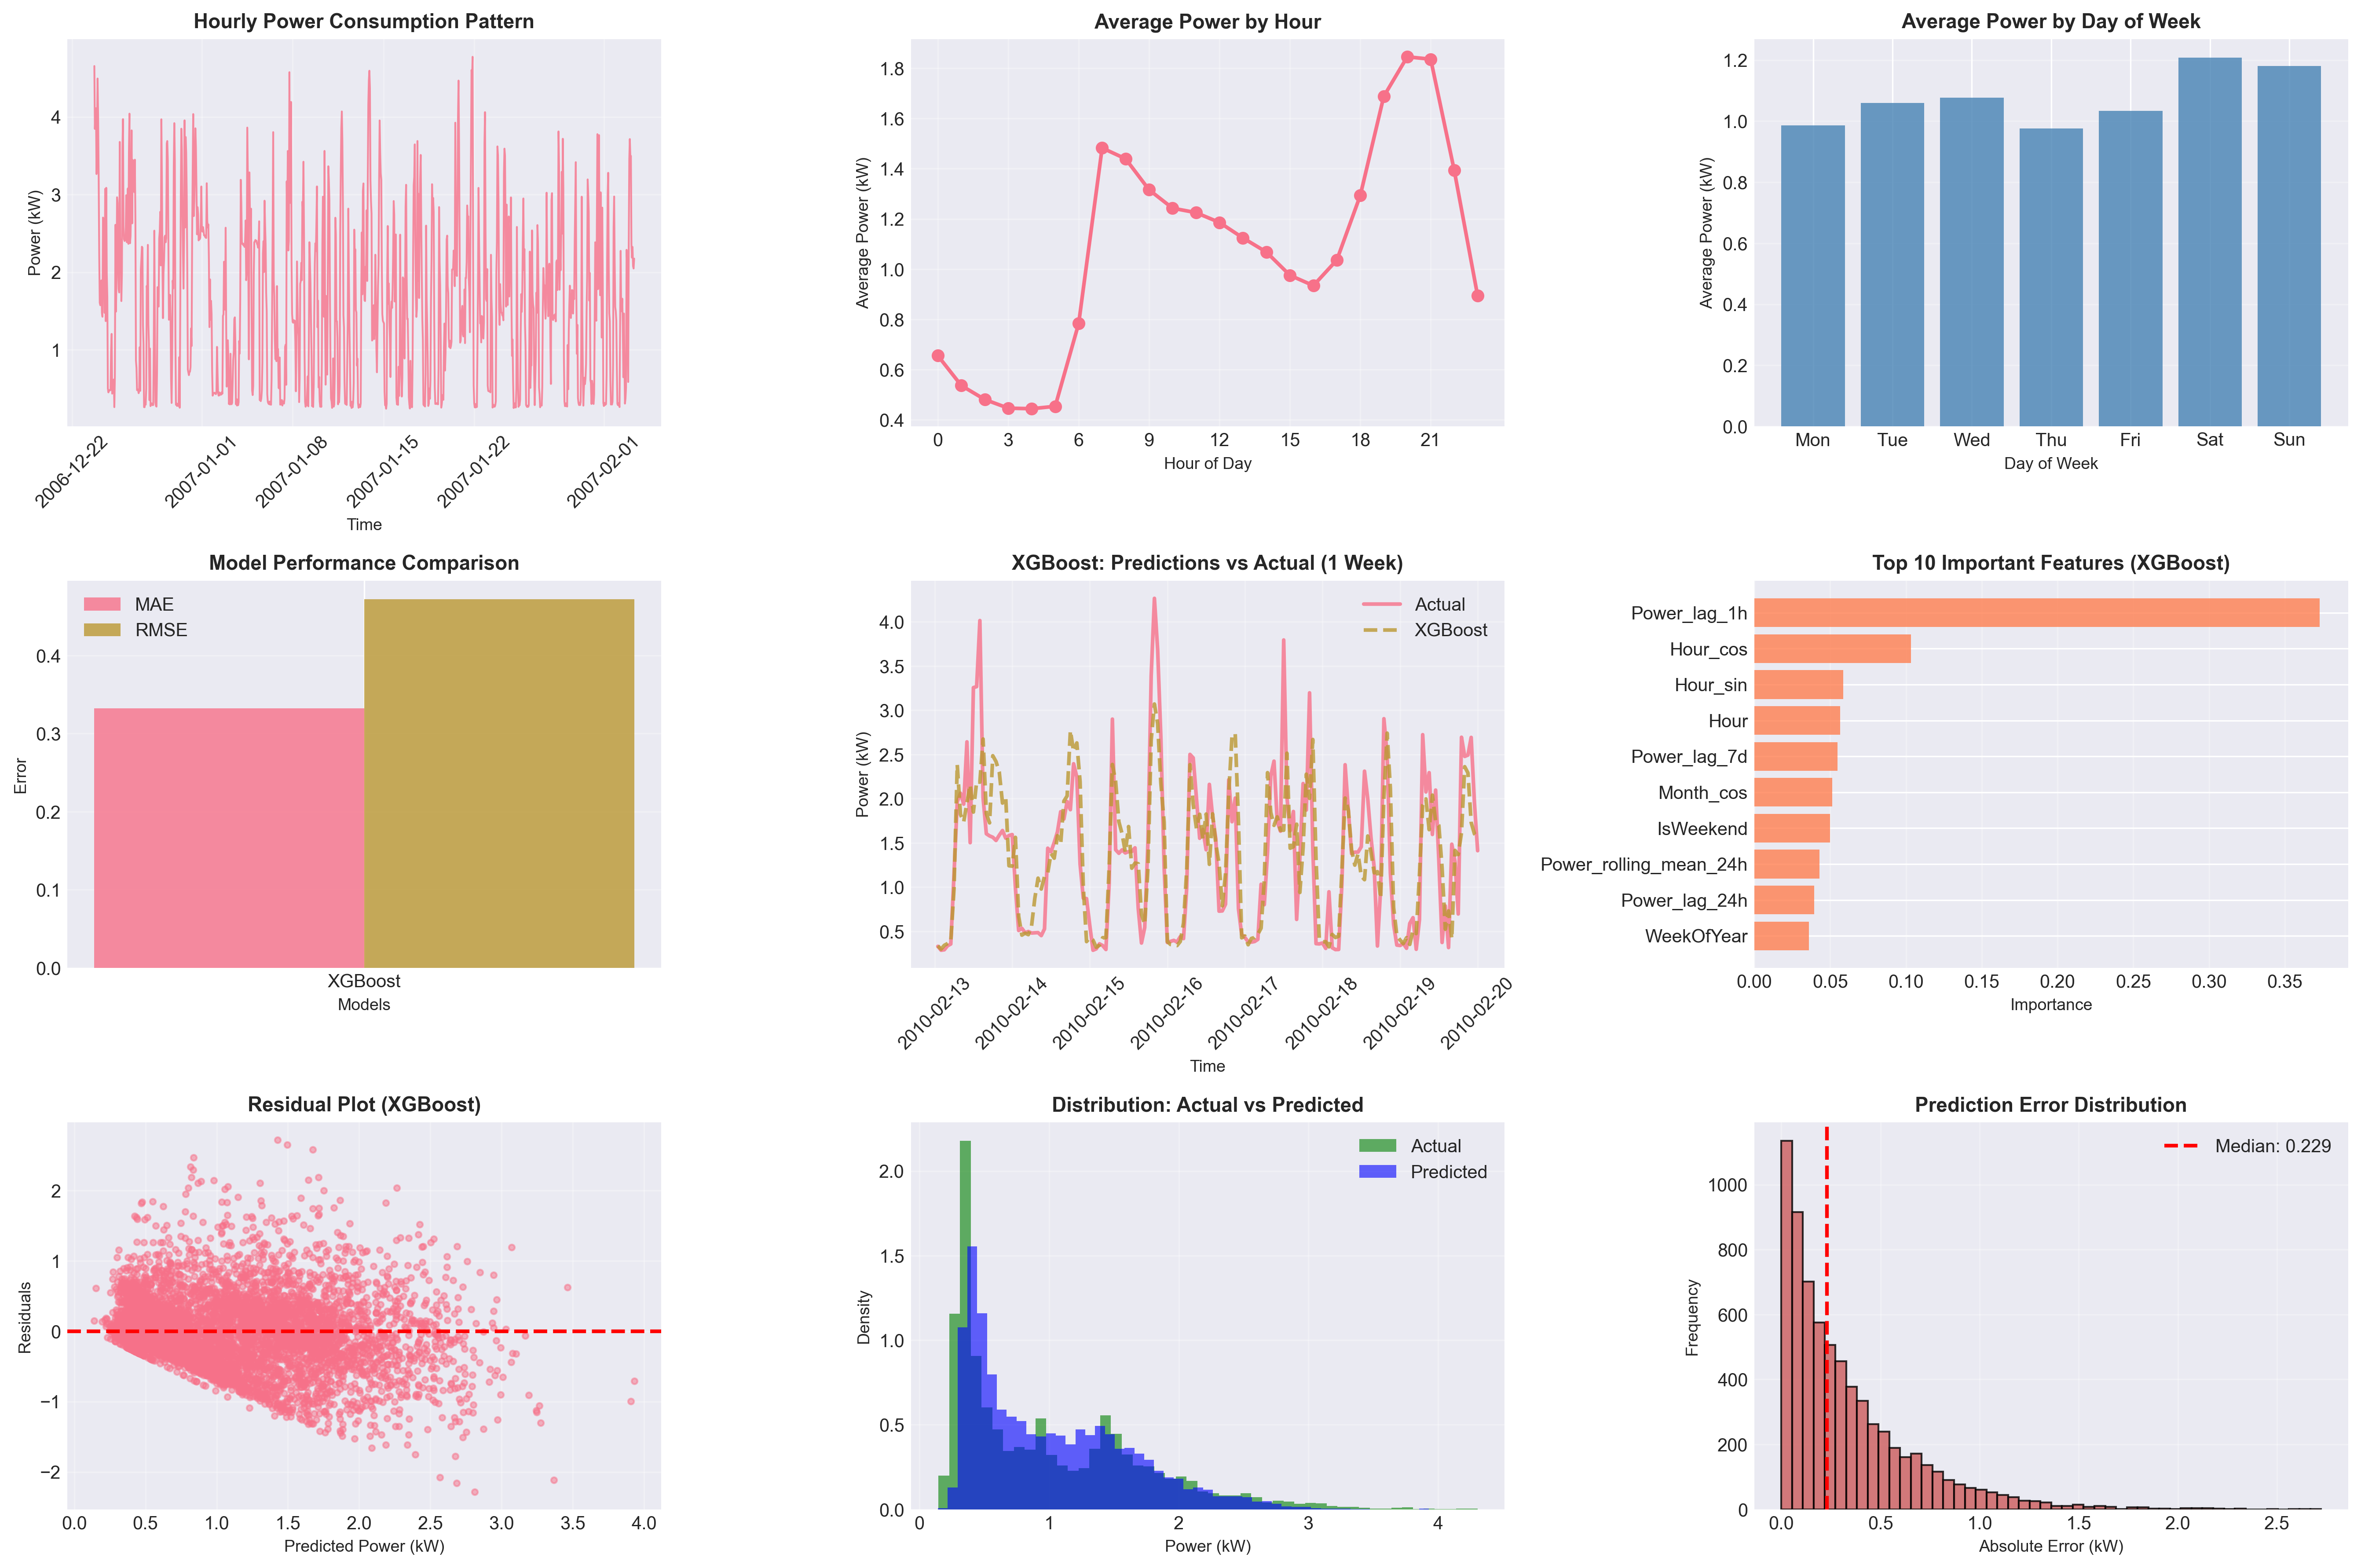 Hourly Power Consumption Pattern
Power (kW)
4
3
2
1
2006-12-22
2007-01-01
2007-01-08
2007-01-15
2007-01-22
2007-02-01
Time
Average Power by Hour
Average Power (kW)
1.8
1.6
1.4
1.2
1.0
0.8
0.6
0.4
0 3 6 9 12 15 18 21
Hour of Day
Average Power by Day of Week
Average Power (kW)
1.2
1.0
0.8
0.6
0.4
0.2
0.0
Mon Tue Wed Thu Fri Sat Sun
Day of Week
Model Performance Comparison
MAE
RMSE
Error
0.4
0.3
0.2
0.1
0.0
XGBoost
Models
XGBoost: Predictions vs Actual (1 Week)
Actual
XGBoost
Power (kW)
4.0
3.5
3.0
2.5
2.0
1.5
1.0
0.5
2010-02-13
2010-02-14
2010-02-15
2010-02-16
2010-02-17
2010-02-18
2010-02-19
2010-02-20
Time
Top 10 Important Features (XGBoost)
Power_lag_1h
Hour_cos
Hour_sin
Hour
Power_lag_7d
Month_cos
IsWeekend
Power_rolling_mean_24h
Power_lag_24h
WeekOfYear
0.00 0.05 0.10 0.15 0.20 0.25 0.30 0.35
Importance
Residual Plot (XGBoost)
Residuals
2
1
0
−1
−2
0.0 0.5 1.0 1.5 2.0 2.5 3.0 3.5 4.0
Predicted Power (kW)
Distribution: Actual vs Predicted
Actual
Predicted
Density
2.0
1.5
1.0
0.5
0.0
0 1 2 3 4
Power (kW)
Prediction Error Distribution
Median: 0.229
Frequency
1000
800
600
400
200
0
0.0 0.5 1.0 1.5 2.0 2.5
Absolute Error (kW)